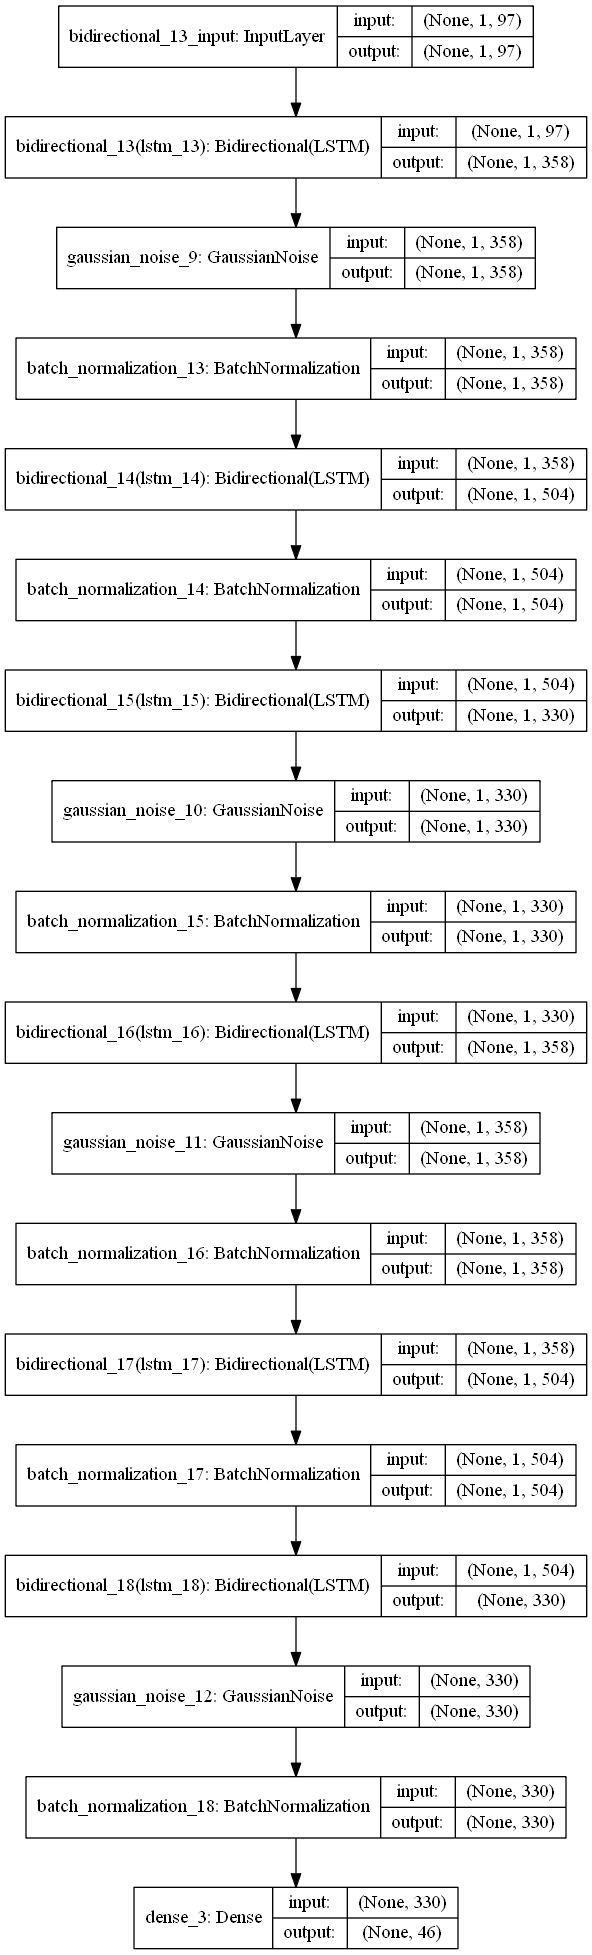 bidirectional_13_input: InputLayer
input: (None, 1, 97)
output: (None, 1, 97)
bidirectional_13(lstm_13): Bidirectional(LSTM)
input: (None, 1, 97)
output: (None, 1, 358)
gaussian_noise_9: GaussianNoise
input: (None, 1, 358)
output: (None, 1, 358)
batch_normalization_13: BatchNormalization
input: (None, 1, 358)
output: (None, 1, 358)
bidirectional_14(lstm_14): Bidirectional(LSTM)
input: (None, 1, 358)
output: (None, 1, 504)
batch_normalization_14: BatchNormalization
input: (None, 1, 504)
output: (None, 1, 504)
bidirectional_15(lstm_15): Bidirectional(LSTM)
input: (None, 1, 504)
output: (None, 1, 330)
gaussian_noise_10: GaussianNoise
input: (None, 1, 330)
output: (None, 1, 330)
batch_normalization_15: BatchNormalization
input: (None, 1, 330)
output: (None, 1, 330)
bidirectional_16(lstm_16): Bidirectional(LSTM)
input: (None, 1, 330)
output: (None, 1, 358)
gaussian_noise_11: GaussianNoise
input: (None, 1, 358)
output: (None, 1, 358)
batch_normalization_16: BatchNormalization
input: (None, 1, 358)
output: (None, 1, 358)
bidirectional_17(lstm_17): Bidirectional(LSTM)
input: (None, 1, 358)
output: (None, 1, 504)
batch_normalization_17: BatchNormalization
input: (None, 1, 504)
output: (None, 1, 504)
bidirectional_18(lstm_18): Bidirectional(LSTM)
input: (None, 1, 504)
output: (None, 330)
gaussian_noise_12: GaussianNoise
input: (None, 330)
output: (None, 330)
batch_normalization_18: BatchNormalization
input: (None, 330)
output: (None, 330)
dense_3: Dense
input: (None, 330)
output: (None, 46)